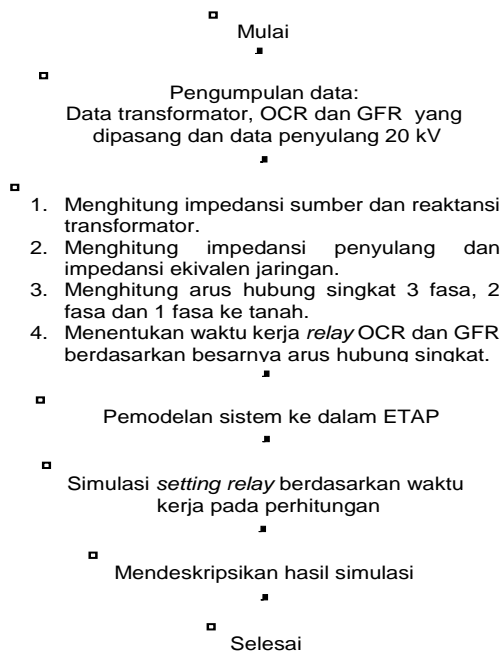 Mulai
Pengumpulan data:
Data transformator, OCR dan GFR yang
dipasang dan data penyulang 20 kV
1. Menghitung impedansi sumber dan reaktansi
transformator.
2. Menghitung impedansi penyulang dan
impedansi ekivalen jaringan.
3. Menghitung arus hubung singkat 3 fasa, 2
fasa dan 1 fasa ke tanah.
4. Menentukan waktu kerja relay OCR dan GFR
berdasarkan besarnya arus hubung singkat.
Pemodelan sistem ke dalam ETAP
Simulasi setting relay berdasarkan waktu
kerja pada perhitungan
Mendeskripsikan hasil simulasi
Selesai